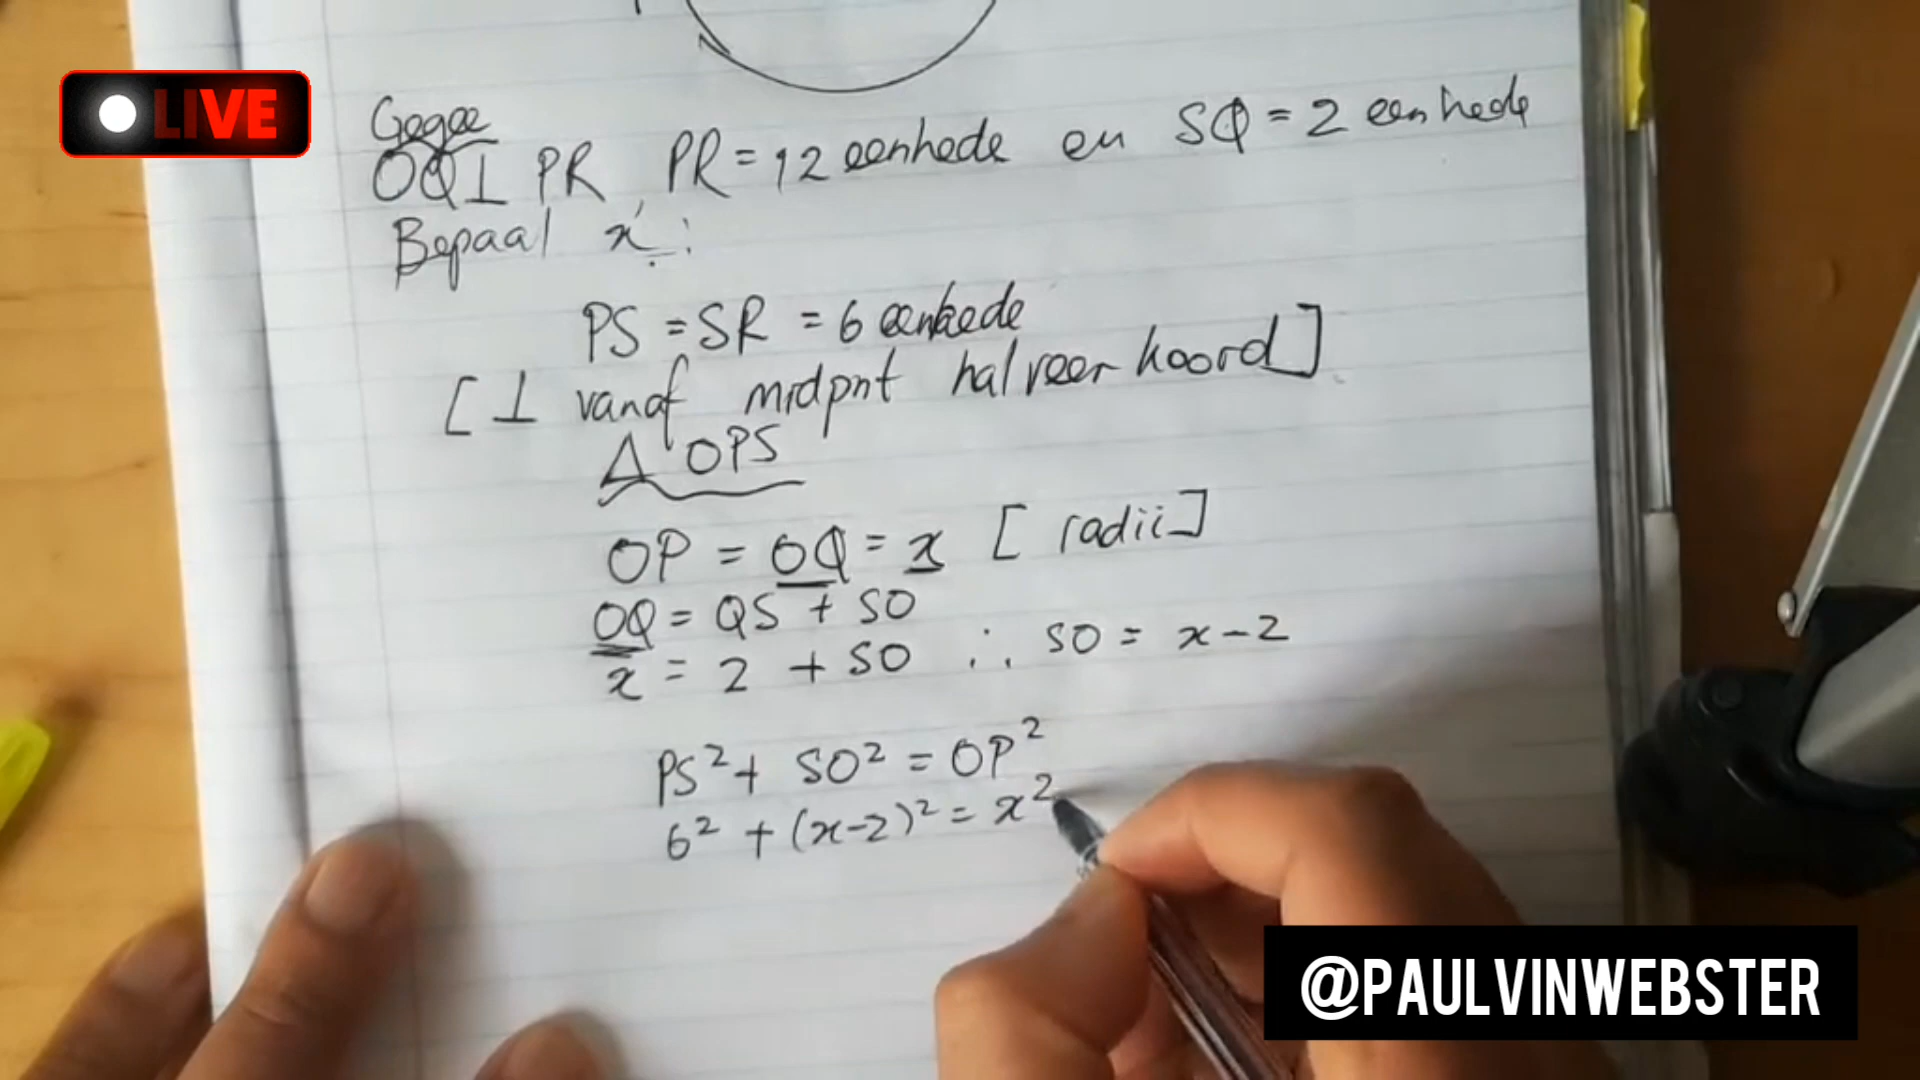 LIVE
Gegee
OQ⊥ PR, PR = 12 eenhede en SQ = 2 eenhede
Bepaal x :
PS = SR = 6 eenhede
[⊥ vanaf midpnt halveer koord]
Δ OPS
OP = OQ = x [radii]
OQ = QS + SO
x = 2 + SO ∴ SO = x - 2
PS² + SO² = OP²
6² + (x-2)² = x²
@PAULVINWEBSTER